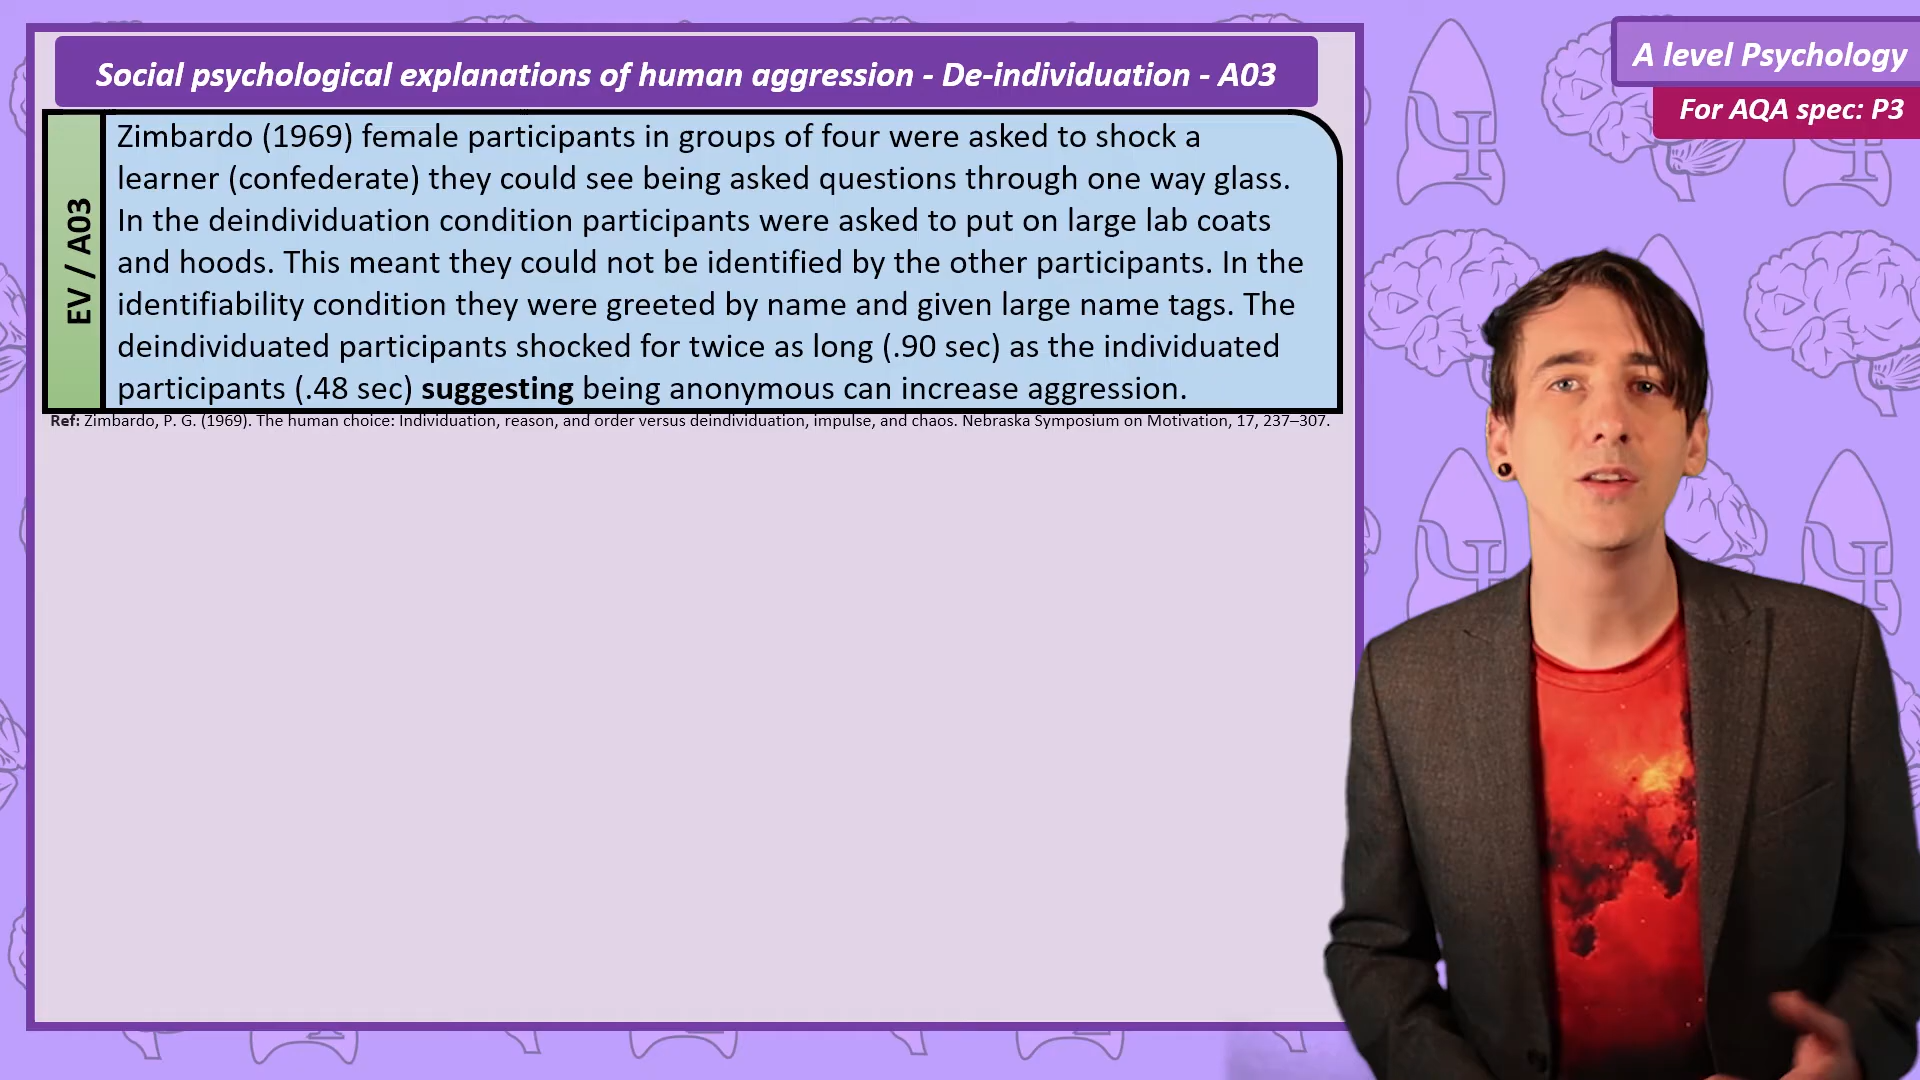 Social psychological explanations of human aggression - De-individuation - A03
A level Psychology
For AQA spec: P3
EV / A03
Zimbardo (1969) female participants in groups of four were asked to shock a
learner (confederate) they could see being asked questions through one way glass.
In the deindividuation condition participants were asked to put on large lab coats
and hoods. This meant they could not be identified by the other participants. In the
identifiability condition they were greeted by name and given large name tags. The
deindividuated participants shocked for twice as long (.90 sec) as the individuated
participants (.48 sec) suggesting being anonymous can increase aggression.
Ref: Zimbardo, P. G. (1969). The human choice: Individuation, reason, and order versus deindividuation, impulse, and chaos. Nebraska Symposium on Motivation, 17, 237–307.